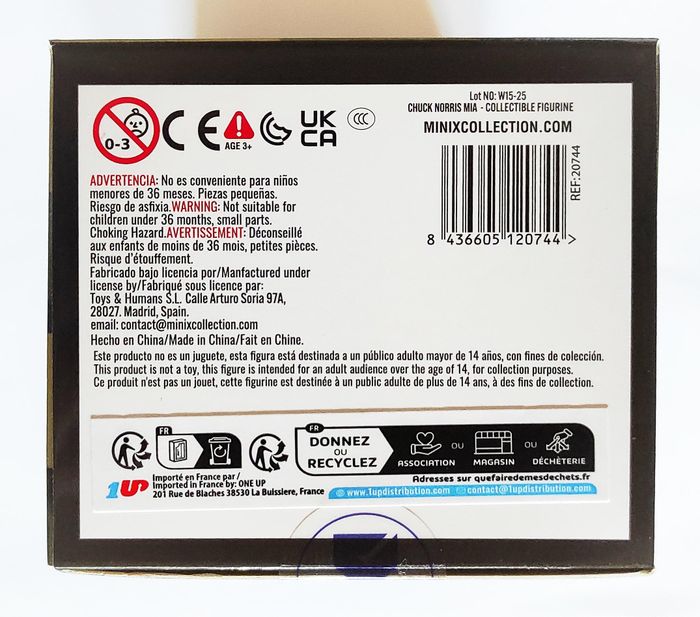 Lot NO: W15-25
CHUCK NORRIS MIA - COLLECTIBLE FIGURINE
MINIXCOLLECTION.COM
REF:20744
8 436605 120744 >
0-3
CE
AGE 3+
UK
CA
CCC
ADVERTENCIA: No es conveniente para niños
menores de 36 meses. Piezas pequeñas.
Riesgo de asfixia.WARNING: Not suitable for
children under 36 months, small parts.
Choking Hazard.AVERTISSEMENT: Déconseillé
aux enfants de moins de 36 mois, petites pièces.
Risque d'étouffement.
Fabricado bajo licencia por/Manfactured under
license by/Fabriqué sous licence par:
Toys & Humans S.L. Calle Arturo Soria 97A,
28027. Madrid, Spain.
email: contact@minixcollection.com
Hecho en China/Made in China/Fait en Chine.
Este producto no es un juguete, esta figura está destinada a un público adulto mayor de 14 años, con fines de colección.
This product is not a toy, this figure is intended for an adult audience over the age of 14, for collection purposes.
Ce produit n'est pas un jouet, cette figurine est destinée à un public adulte de plus de 14 ans, à des fins de collection.
FR
FR
DONNEZ
OU
RECYCLEZ
ASSOCIATION
OU
MAGASIN
OU
DÉCHÈTERIE
Adresses sur quefairedemesdechets.fr
1UP
Importé en France par /
Imported in France by: ONE UP
201 Rue de Blaches 38530 La Buissiere, France
www.1updistribution.com
contact@1updistribution.com